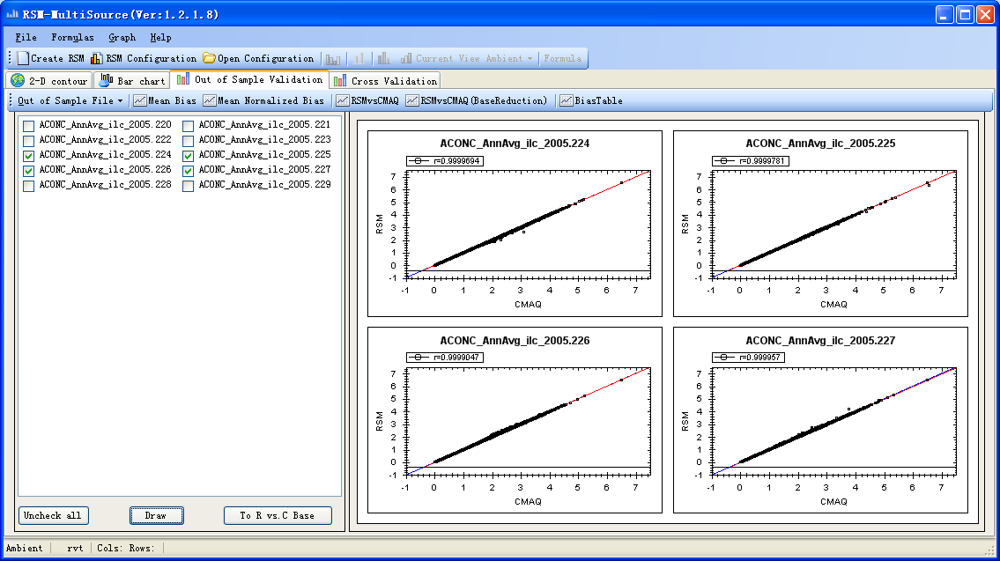 RSM-MultiSource(Ver:1.2.1.8)
File Formulas Graph Help
Create RSM RSM Configuration Open Configuration Current View Ambient Formula
2-D contour Bar chart Out of Sample Validation Cross Validation
Out of Sample File Mean Bias Mean Normalized Bias RSMvsCMAQ RSMvsCMAQ(BaseReduction) BiasTable
ACONC_AnnAvg_ilc_2005.220 ACONC_AnnAvg_ilc_2005.221
ACONC_AnnAvg_ilc_2005.222 ACONC_AnnAvg_ilc_2005.223
ACONC_AnnAvg_ilc_2005.224 ACONC_AnnAvg_ilc_2005.225
ACONC_AnnAvg_ilc_2005.226 ACONC_AnnAvg_ilc_2005.227
ACONC_AnnAvg_ilc_2005.228 ACONC_AnnAvg_ilc_2005.229
Uncheck all Draw To R vs.C Base
ACONC_AnnAvg_ilc_2005.224
r=0.9999694
7
6
5
4
3
2
1
0
-1
RSM
-1 0 1 2 3 4 5 6 7
CMAQ
ACONC_AnnAvg_ilc_2005.225
r=0.9999781
7
6
5
4
3
2
1
0
-1
RSM
-1 0 1 2 3 4 5 6 7
CMAQ
ACONC_AnnAvg_ilc_2005.226
r=0.9999047
7
6
5
4
3
2
1
0
-1
RSM
-1 0 1 2 3 4 5 6 7
CMAQ
ACONC_AnnAvg_ilc_2005.227
r=0.999957
7
6
5
4
3
2
1
0
-1
RSM
-1 0 1 2 3 4 5 6 7
CMAQ
Ambient rvt Cols: Rows: